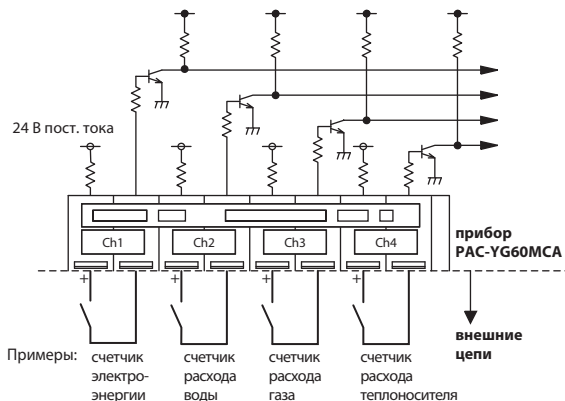 24 В пост. тока
Ch1 Ch2 Ch3 Ch4
прибор
PAC-YG60MCA
+ + + +
внешние
цепи
Примеры: счетчик электро- энергии
счетчик расхода воды
счетчик расхода газа
счетчик расхода теплоносителя